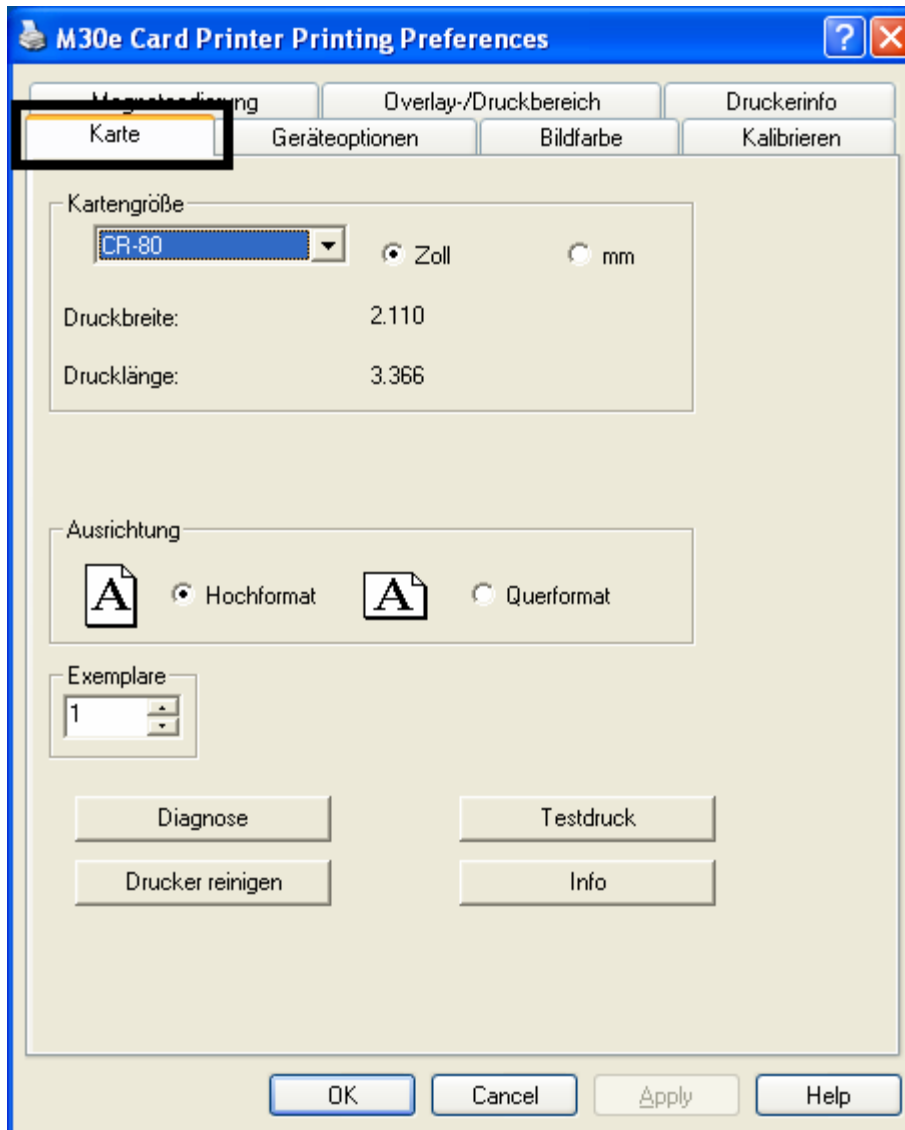 M30e Card Printer Printing Preferences
Overlay-/Druckbereich Druckerinfo
Karte Geräteoptionen Bildfarbe Kalibrieren
Kartengröße
CR-80 Zoll mm
Druckbreite: 2.110
Drucklänge: 3.366
Ausrichtung
A Hochformat A Querformat
Exemplare
1
Diagnose Testdruck
Drucker reinigen Info
OK Cancel Apply Help